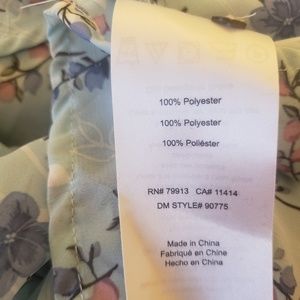 100% Polyester
100% Polyester
100% Poliéster
RN# 79913 CA# 11414
DM STYLE# 90775
Made in China
Fabriqué en China
Hecho en China